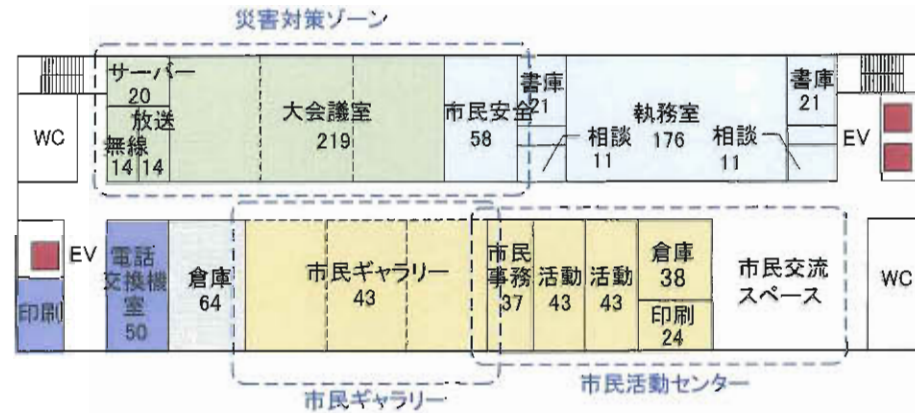 災害対策ゾーン
サーバー
20
放送
14
無線
14
大会議室
219
市民安全
58
書庫
21
相談
11
執務室
176
相談
11
書庫
21
WC
EV
EV
印刷
電話
交換機
室
50
倉庫
64
市民ギャラリー
43
市民
事務
37
活動
43
活動
43
倉庫
38
印刷
24
市民交流
スペース
WC
市民ギャラリー
市民活動センター